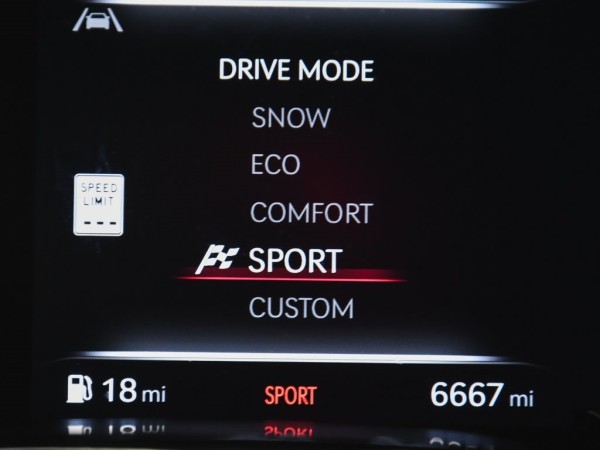 DRIVE MODE
SNOW
ECO
SPEED
LIMIT
---
COMFORT
SPORT
CUSTOM
18 mi
SPORT
6667 mi